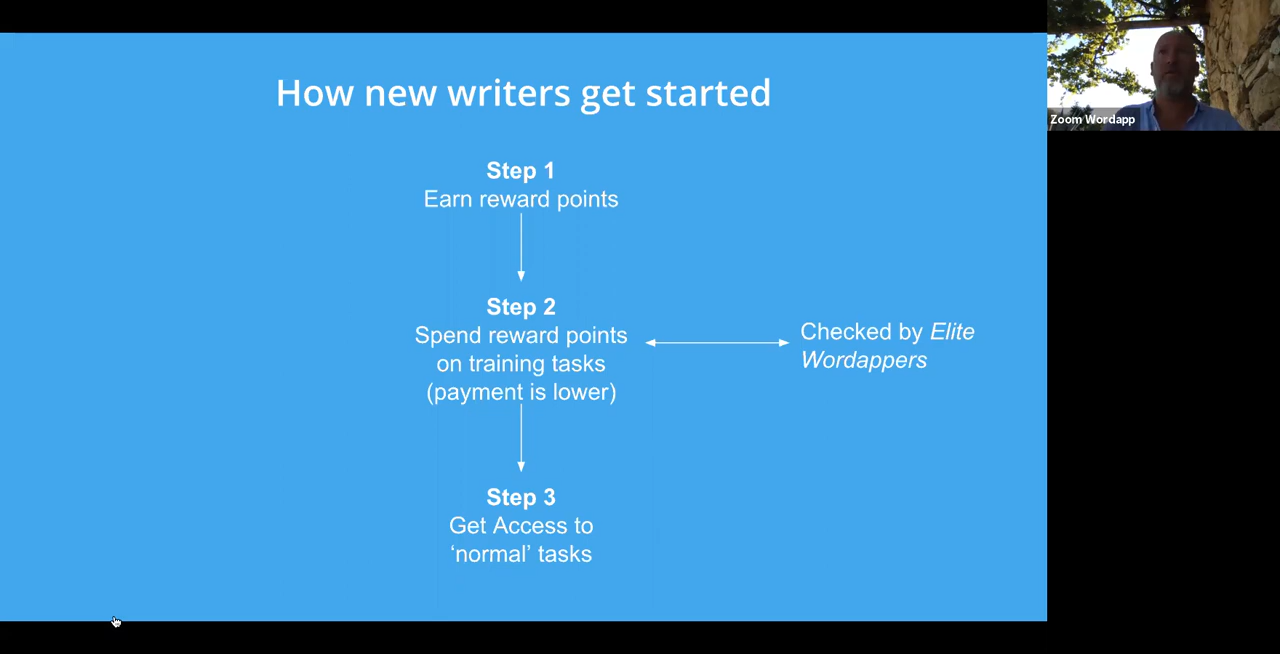 How new writers get started
Step 1
Earn reward points
Step 2
Spend reward points
on training tasks
(payment is lower)
Checked by Elite
Wordappers
Step 3
Get Access to
‘normal’ tasks
Zoom Wordapp